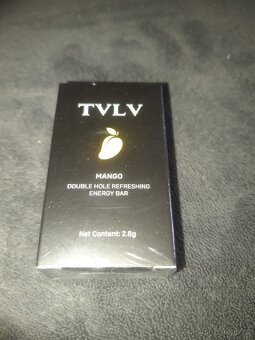 TVLV
MANGO
DOUBLE HOLE REFRESHING
ENERGY BAR
Net Content: 2.8g